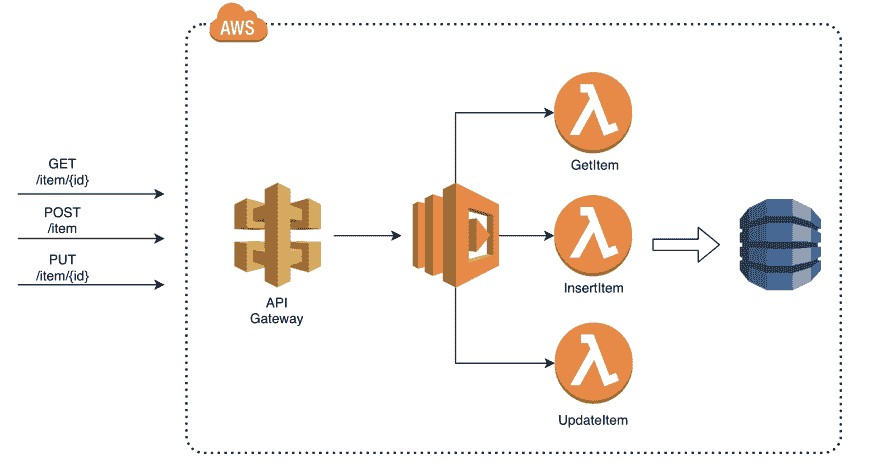 AWS
GET
/item/{id}
POST
/item
PUT
/item/{id}
API
Gateway
GetItem
InsertItem
UpdateItem